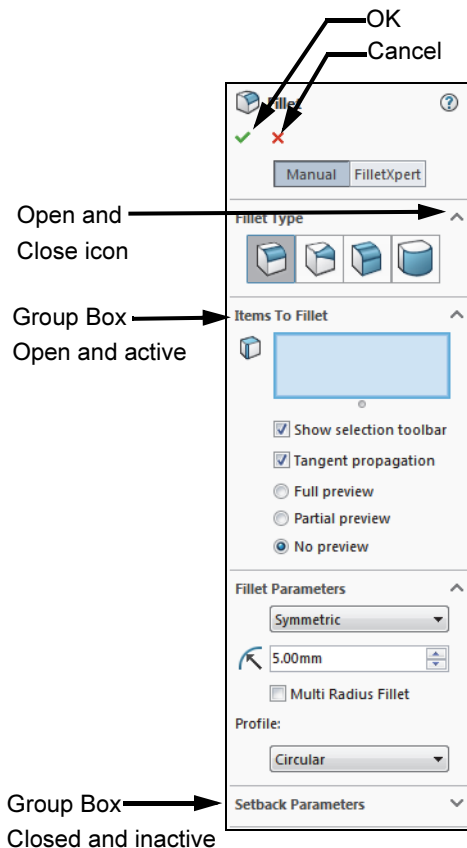 OK
Cancel
Fillet
Manual FilletXpert
Open and
Close icon
Fillet Type
Group Box
Open and active
Items To Fillet
Show selection toolbar
Tangent propagation
Full preview
Partial preview
No preview
Fillet Parameters
Symmetric
5.00mm
Multi Radius Fillet
Profile:
Circular
Group Box
Closed and inactive
Setback Parameters